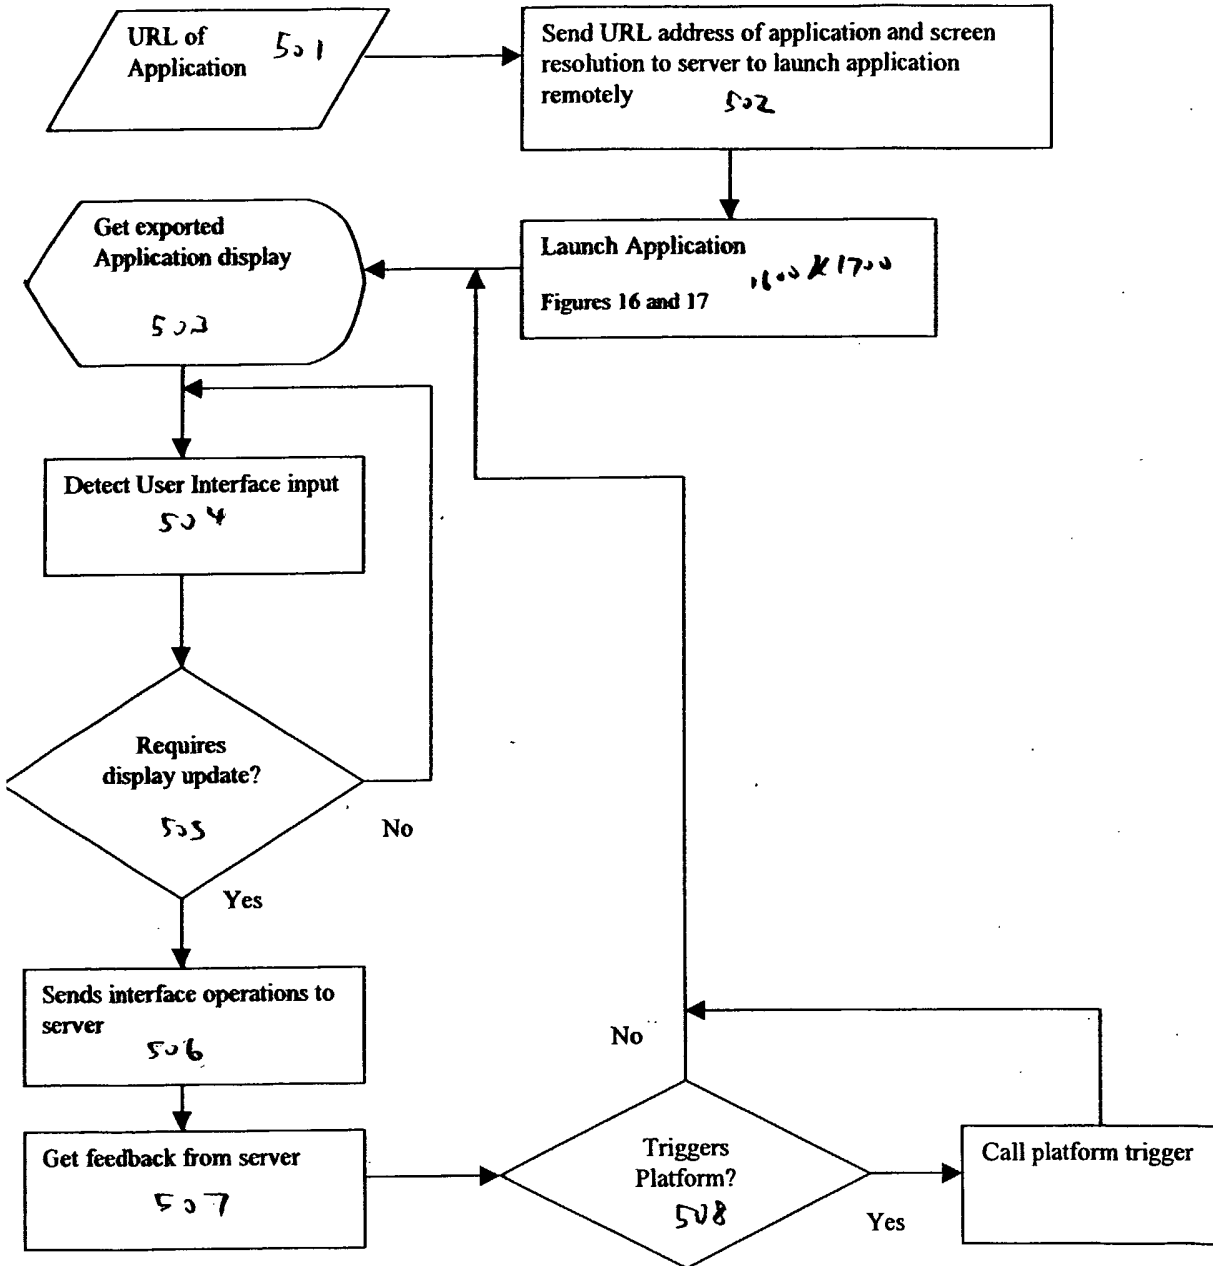 URL of
Application 501
Send URL address of application and screen
resolution to server to launch application
remotely
502
Get exported
Application display
503
Launch Application
1600 & 1700
Figures 16 and 17
Detect User Interface input
504
Requires
display update?
505
No
Yes
Sends interface operations to
server
506
Get feedback from server
507
No
Triggers
Platform?
508
Yes
Call platform trigger